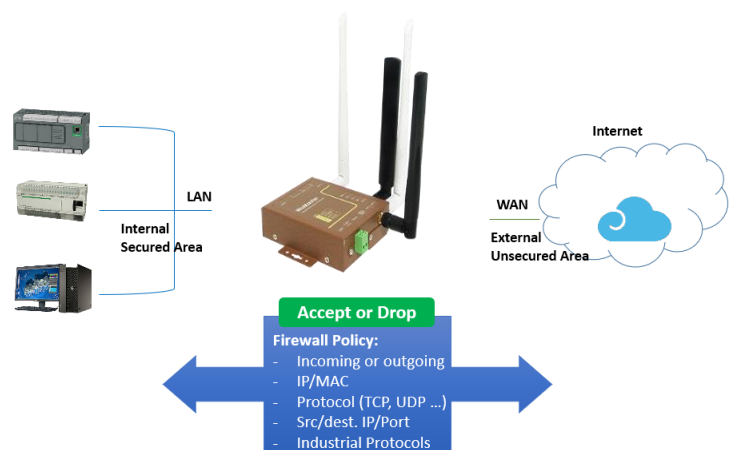 Internet
LAN
WAN
Internal
Secured Area
External
Unsecured Area
Accept or Drop
Firewall Policy:
- Incoming or outgoing
- IP/MAC
- Protocol (TCP, UDP ...)
- Src/dest. IP/Port
- Industrial Protocols